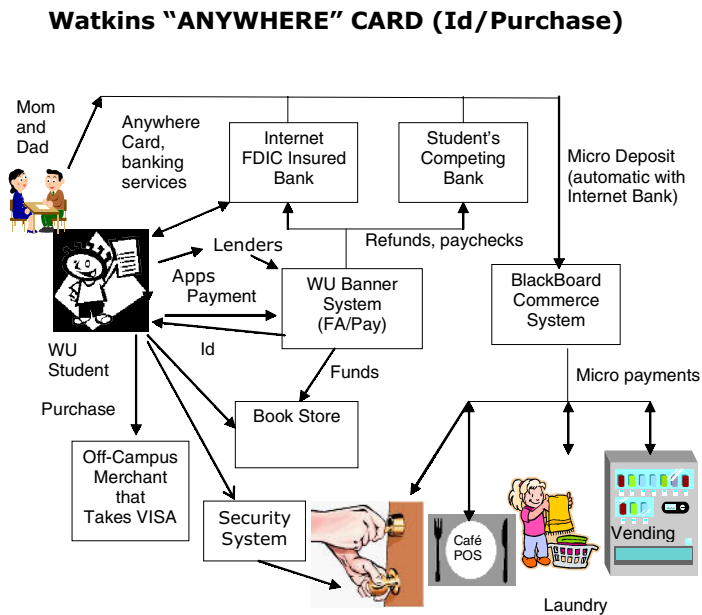 Watkins “ANYWHERE” CARD (Id/Purchase)
Mom
and
Dad
Anywhere
Card,
banking
services
Internet
FDIC Insured
Bank
Student’s
Competing
Bank
Micro Deposit
(automatic with
Internet Bank)
Lenders
Refunds, paychecks
Apps
Payment
WU Banner
System
(FA/Pay)
BlackBoard
Commerce
System
WU
Student
Id
Funds
Micro payments
Purchase
Book Store
Off-Campus
Merchant
that
Takes VISA
Security
System
Café
POS
Vending
Laundry